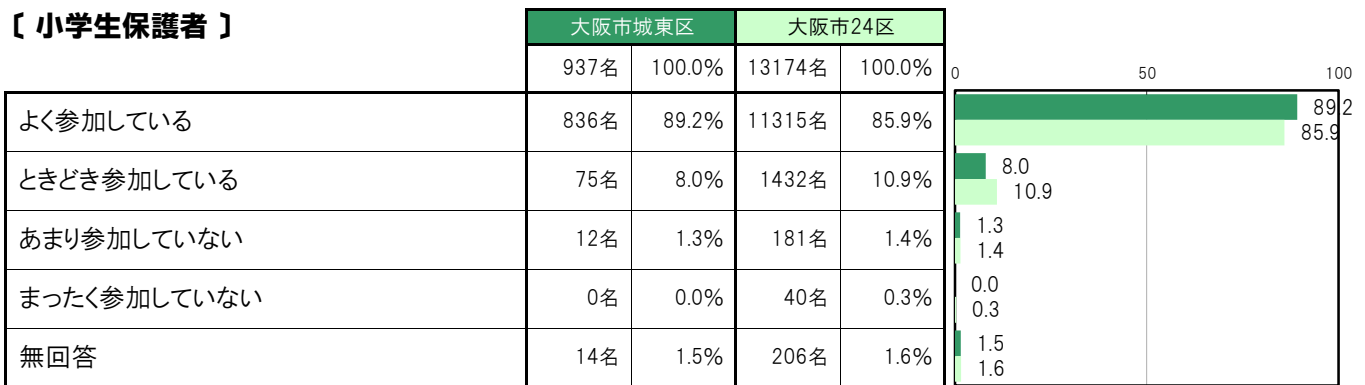 〔 小学生保護者 〕
大阪市城東区 大阪市24区
937名 100.0% 13174名 100.0%
0 50 100
よく参加している 836名 89.2% 11315名 85.9%
89.2
85.9
ときどき参加している 75名 8.0% 1432名 10.9%
8.0
10.9
あまり参加していない 12名 1.3% 181名 1.4%
1.3
1.4
まったく参加していない 0名 0.0% 40名 0.3%
0.0
0.3
無回答 14名 1.5% 206名 1.6%
1.5
1.6